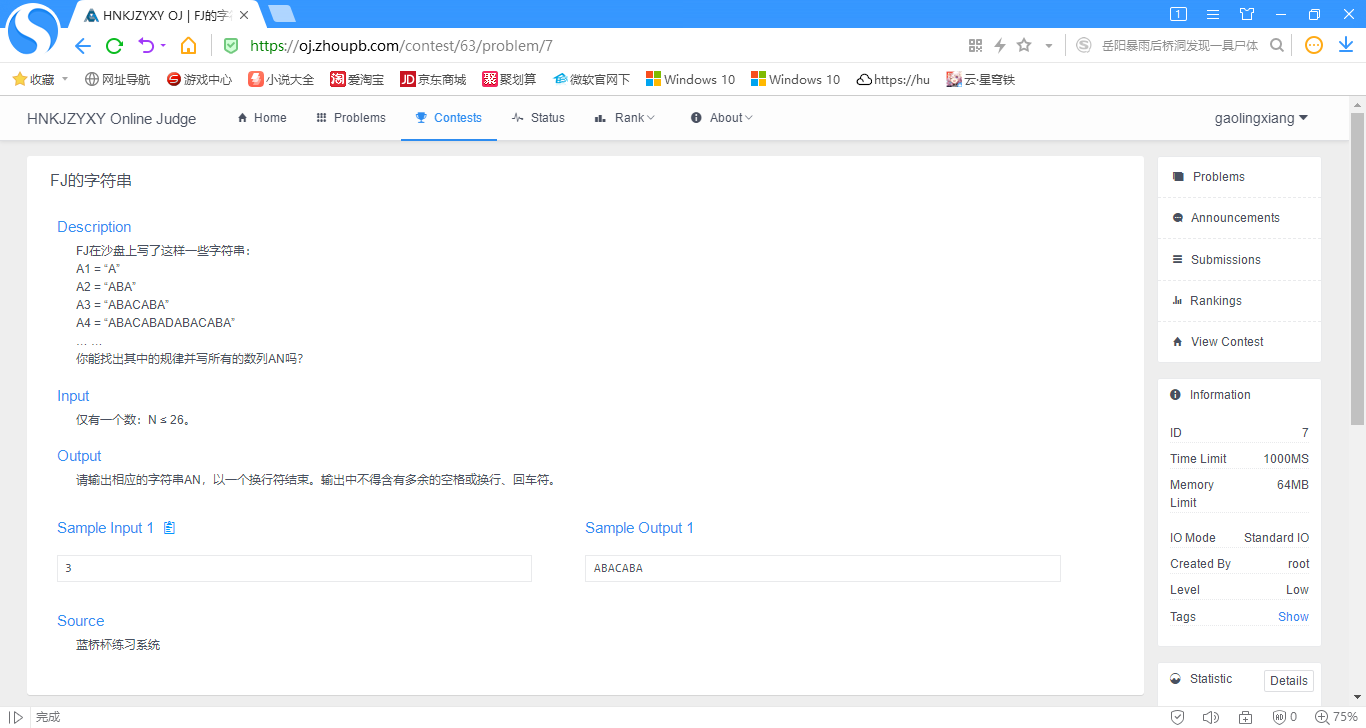 HNKJZYXY OJ | FJ的字
1
https://oj.zhoupb.com/contest/63/problem/7
岳阳暴雨后桥洞发现一具尸体
收藏 网址导航 游戏中心 小说大全 淘 爱淘宝 JD 京东商城 聚 聚划算 微软官网下 Windows 10 Windows 10 https://hu 云·星穹铁
HNKJZYXY Online Judge Home Problems Contests Status Rank About gaolingxiang
FJ的字符串
Description
FJ在沙盘上写了这样一些字符串：
A1 = “A”
A2 = “ABA”
A3 = “ABACABA”
A4 = “ABACABADABACABA”
… …
你能找出其中的规律并写所有的数列AN吗？
Input
仅有一个数：N ≤ 26。
Output
请输出相应的字符串AN，以一个换行符结束。输出中不得含有多余的空格或换行、回车符。
Sample Input 1
3
Sample Output 1
ABACABA
Source
蓝桥杯练习系统
Problems
Announcements
Submissions
Rankings
View Contest
Information
ID 7
Time Limit 1000MS
Memory Limit 64MB
IO Mode Standard IO
Created By root
Level Low
Tags Show
Statistic Details
完成
0
75%